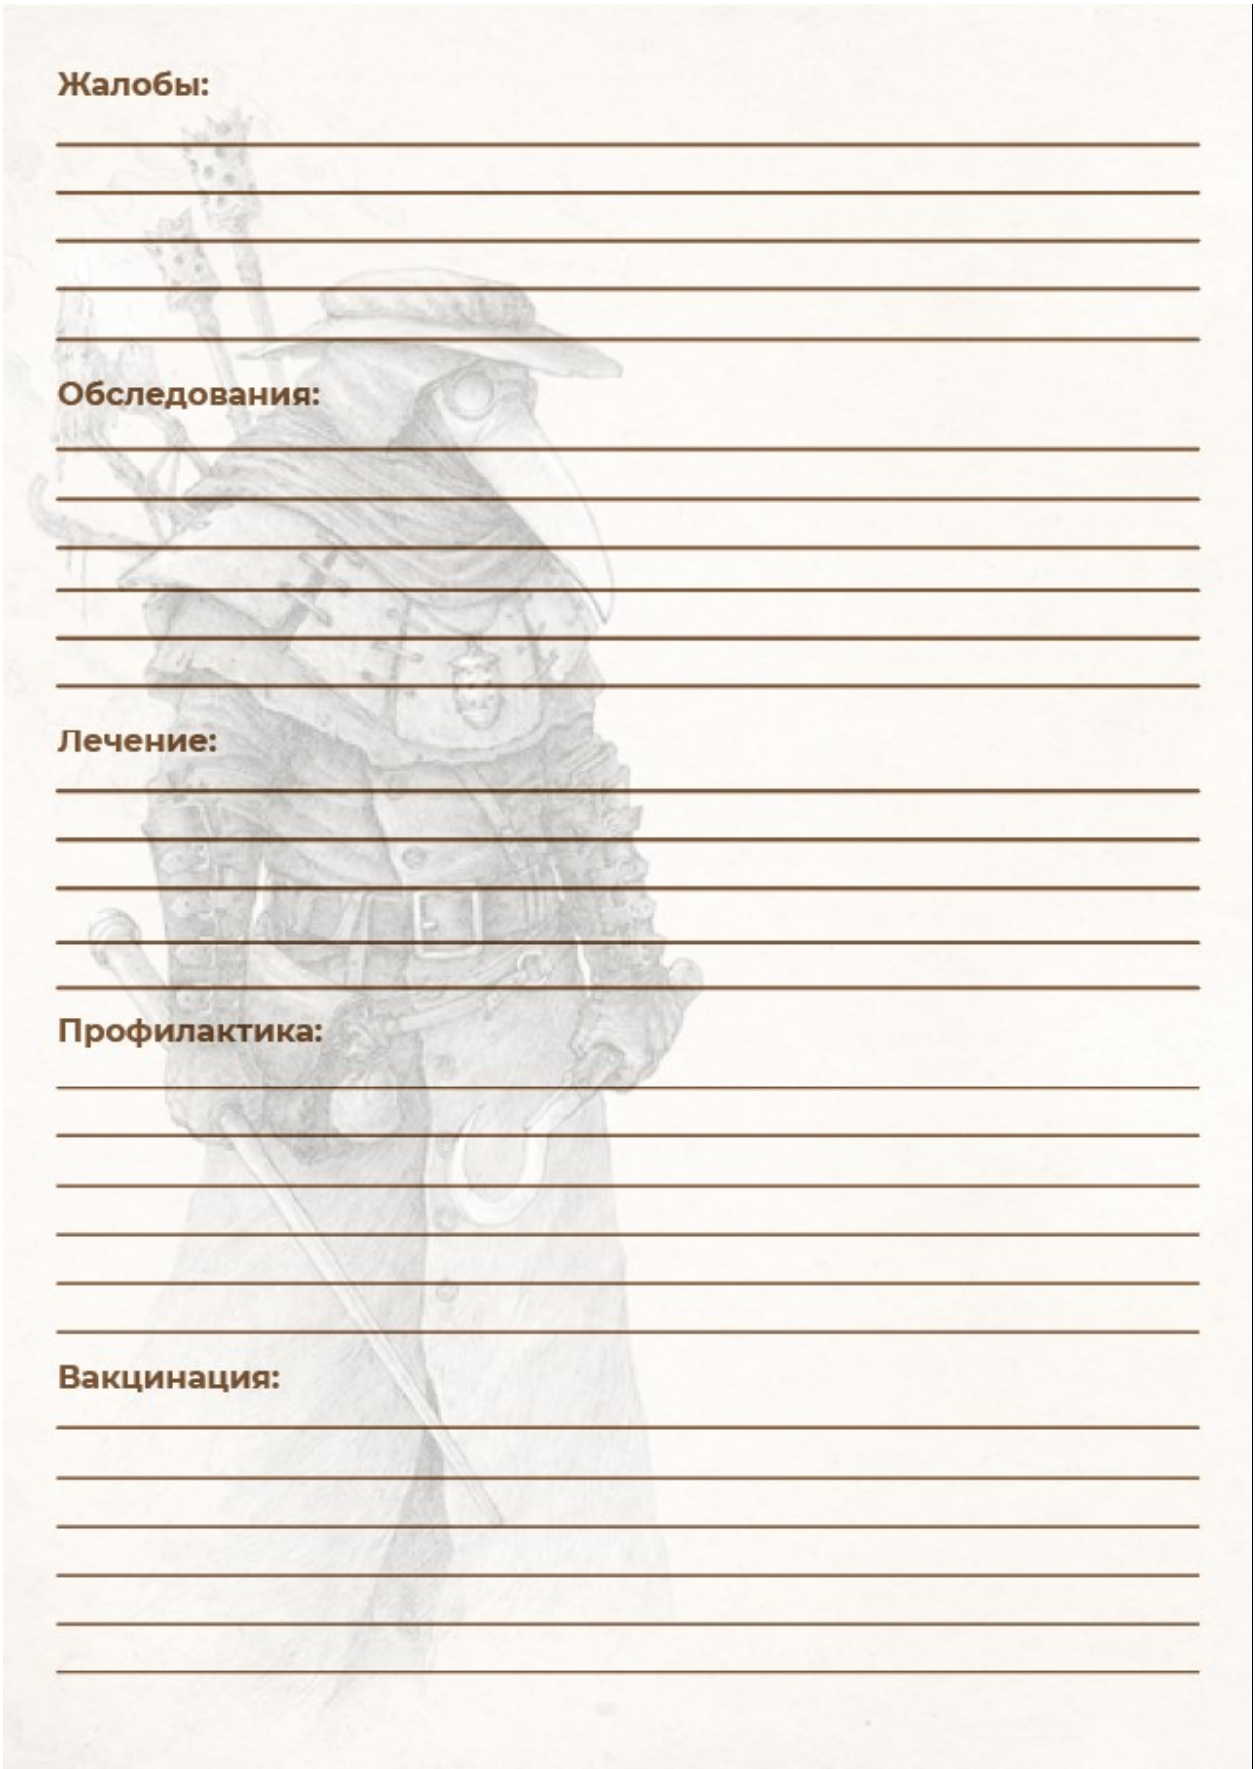 Жалобы:
Обследования:
Лечение:
Профилактика:
Вакцинация: